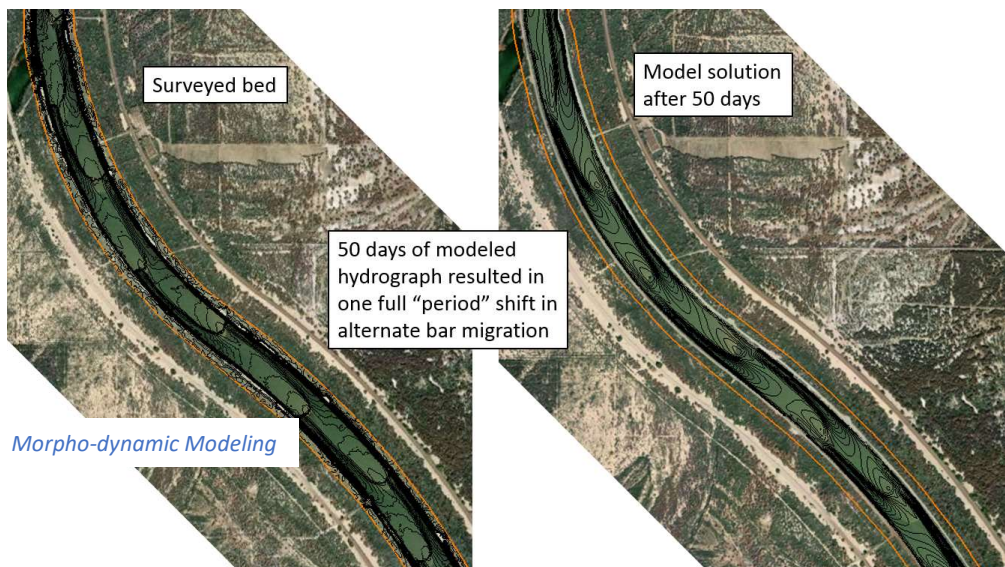 Surveyed bed
Model solution
after 50 days
50 days of modeled
hydrograph resulted in
one full “period” shift in
alternate bar migration
Morpho-dynamic Modeling